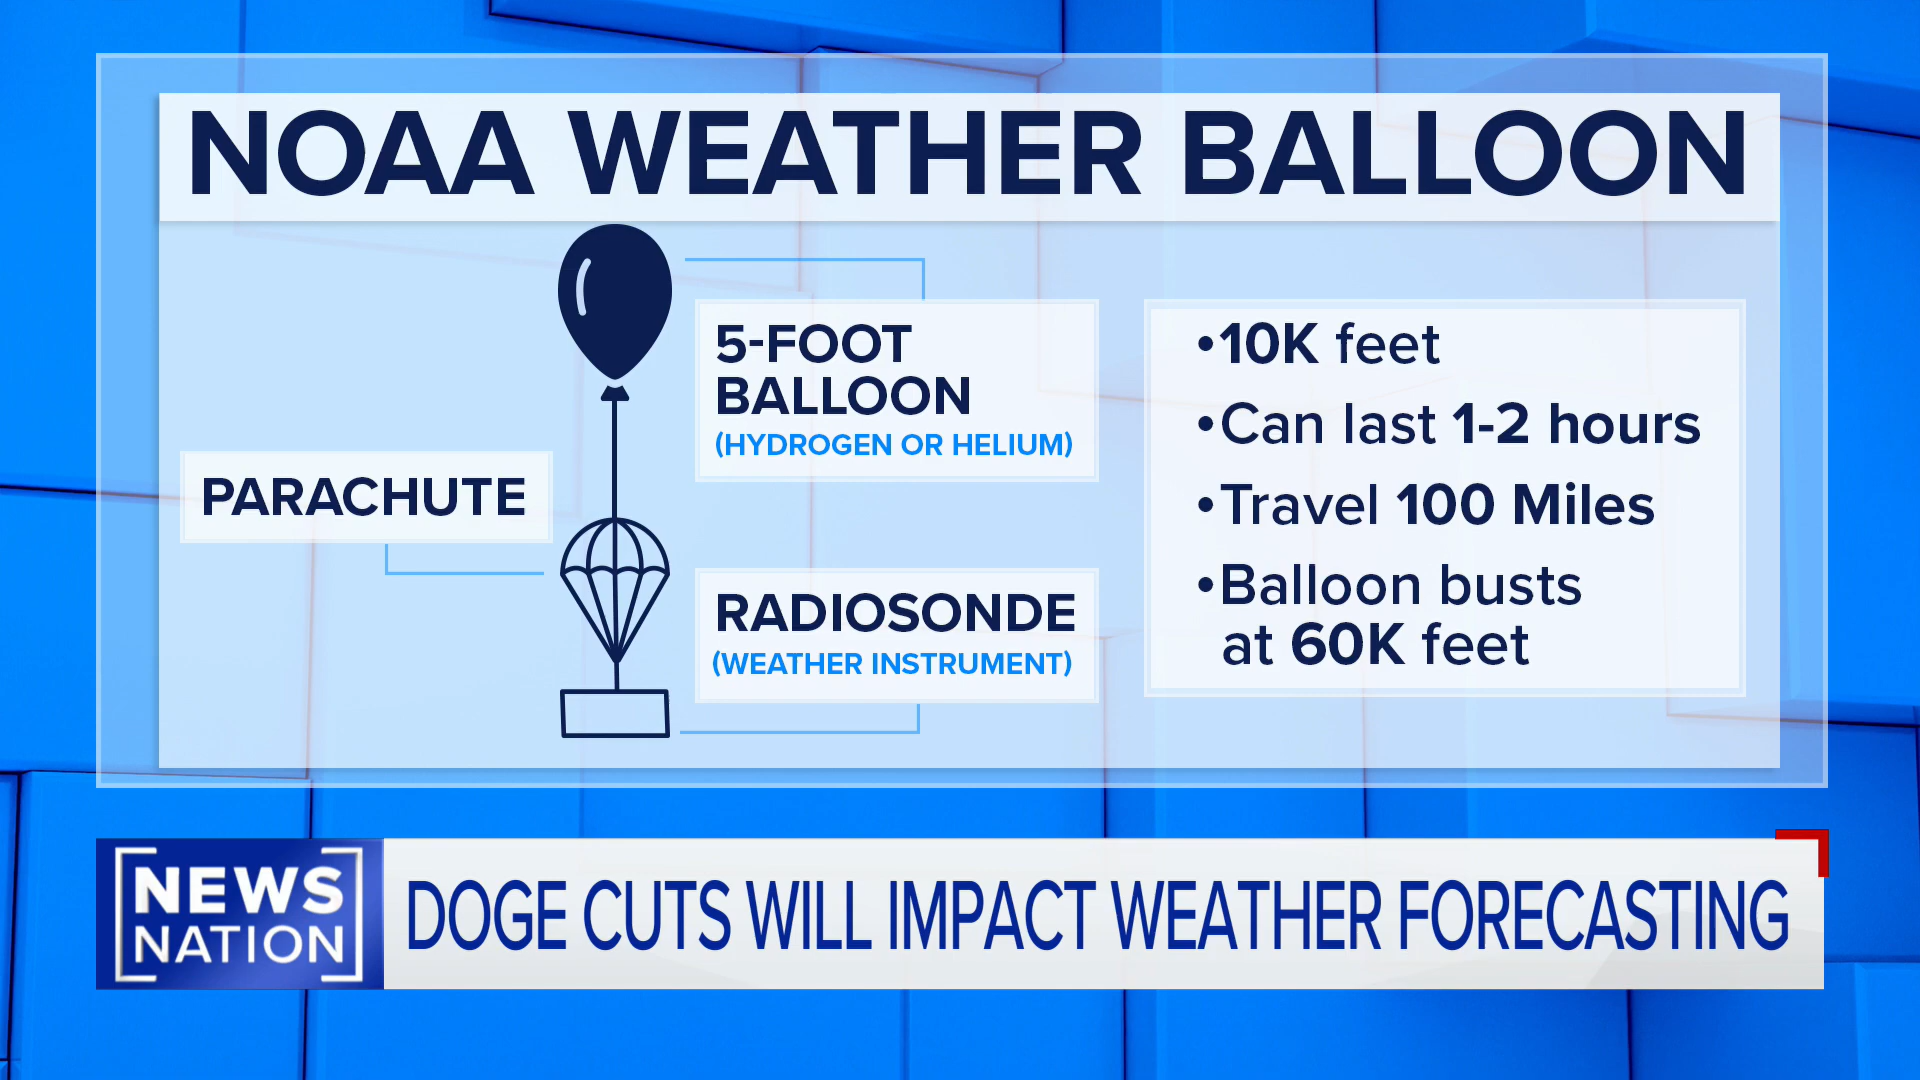 NOAA WEATHER BALLOON
5-FOOT
BALLOON
(HYDROGEN OR HELIUM)
PARACHUTE
RADIOSONDE
(WEATHER INSTRUMENT)
•10K feet
•Can last 1-2 hours
•Travel 100 Miles
•Balloon busts
at 60K feet
NEWS
NATION
DOGE CUTS WILL IMPACT WEATHER FORECASTING